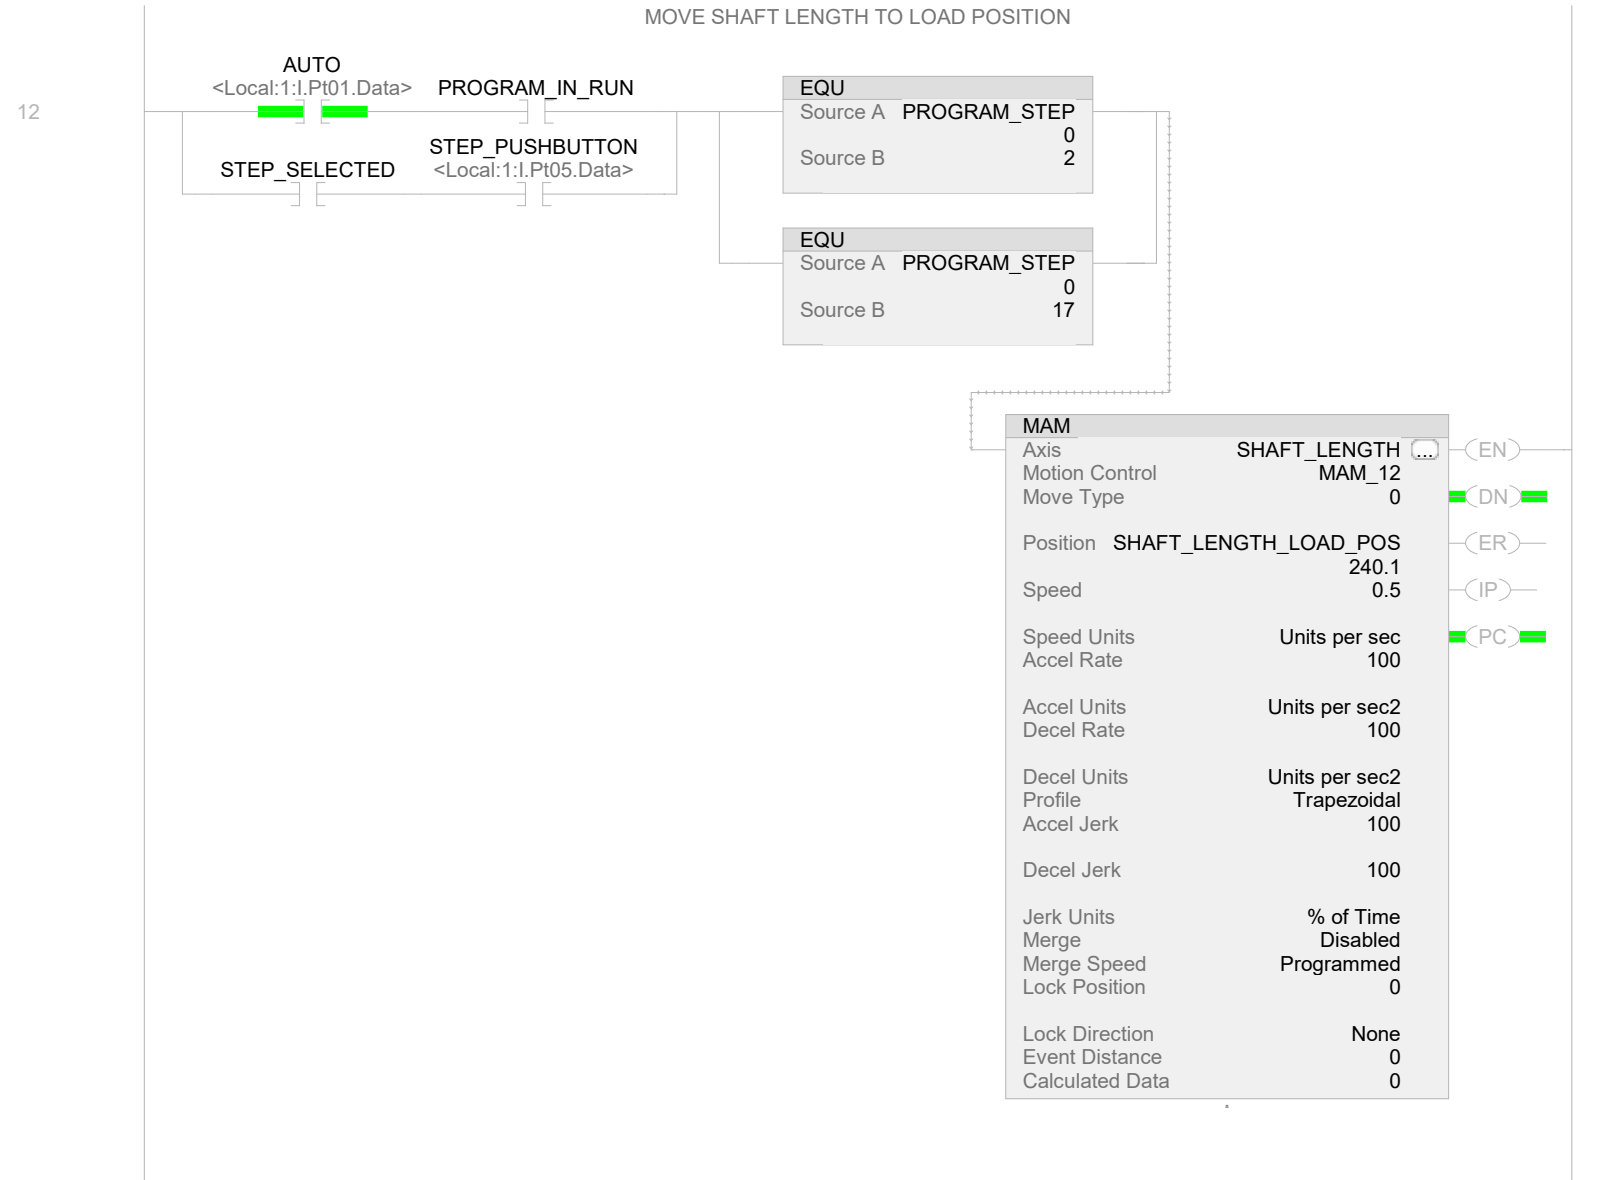 MOVE SHAFT LENGTH TO LOAD POSITION
12
AUTO
<Local:1:I.Pt01.Data>
PROGRAM_IN_RUN
STEP_SELECTED
STEP_PUSHBUTTON
<Local:1:I.Pt05.Data>
EQU
Source A PROGRAM_STEP
0
Source B 2
EQU
Source A PROGRAM_STEP
0
Source B 17
MAM
Axis SHAFT_LENGTH ... EN
Motion Control MAM_12
Move Type 0 DN
Position SHAFT_LENGTH_LOAD_POS ER
240.1
Speed 0.5 IP
Speed Units Units per sec PC
Accel Rate 100
Accel Units Units per sec2
Decel Rate 100
Decel Units Units per sec2
Profile Trapezoidal
Accel Jerk 100
Decel Jerk 100
Jerk Units % of Time
Merge Disabled
Merge Speed Programmed
Lock Position 0
Lock Direction None
Event Distance 0
Calculated Data 0